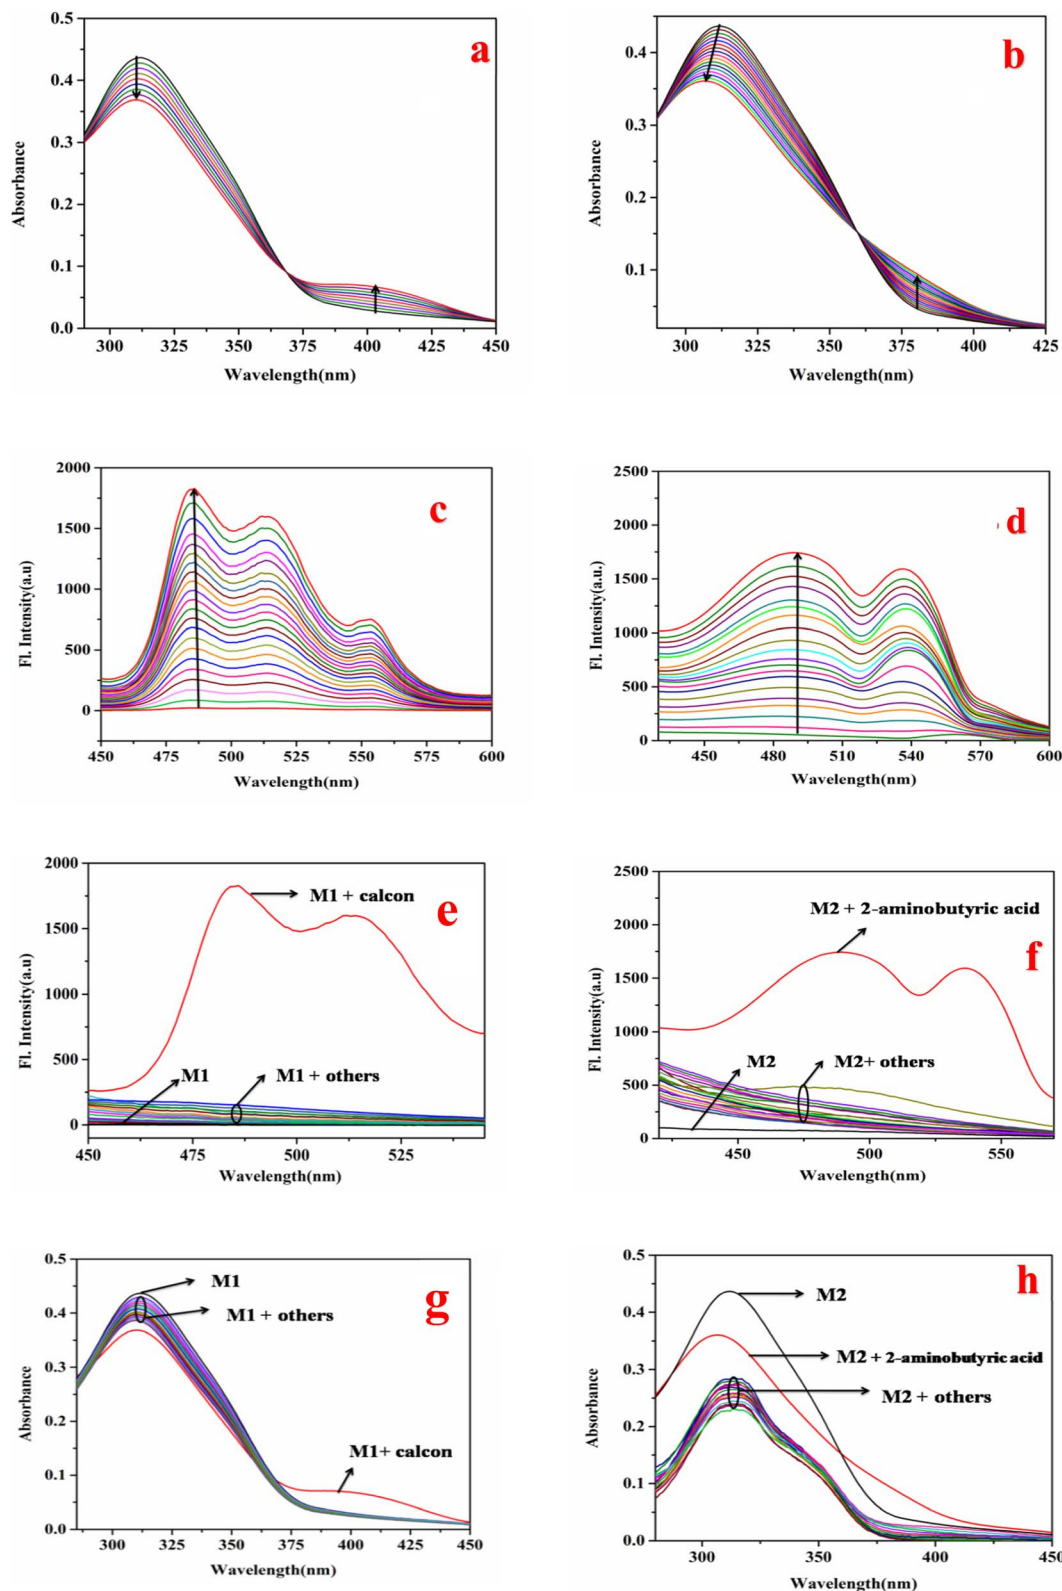 a
0.5
0.4
0.3
0.2
0.1
0.0
Absorbance
300 325 350 375 400 425 450
Wavelength(nm)
b
0.4
0.3
0.2
0.1
Absorbance
300 325 350 375 400 425
Wavelength(nm)
c
2000
1500
1000
500
0
Fl. Intensity(a.u)
450 475 500 525 550 575 600
Wavelength(nm)
d
2500
2000
1500
1000
500
0
Fl. Intensity(a.u.)
450 480 510 540 570 600
Wavelength(nm)
e
2000
1500
1000
500
0
Fl. Intensity(a.u)
M1 + calcon
M1
M1 + others
450 475 500 525
Wavelength(nm)
f
2500
2000
1500
1000
500
0
Fl. Intensity(a.u)
M2 + 2-aminobutyric acid
M2
M2+ others
450 500 550
Wavelength(nm)
g
0.5
0.4
0.3
0.2
0.1
0.0
Absorbance
M1
M1 + others
M1+ calcon
300 325 350 375 400 425 450
Wavelength(nm)
h
0.5
0.4
0.3
0.2
0.1
0.0
Absorbance
M2
M2 + 2-aminobutyric acid
M2 + others
300 350 400 450
Wavelength(nm)